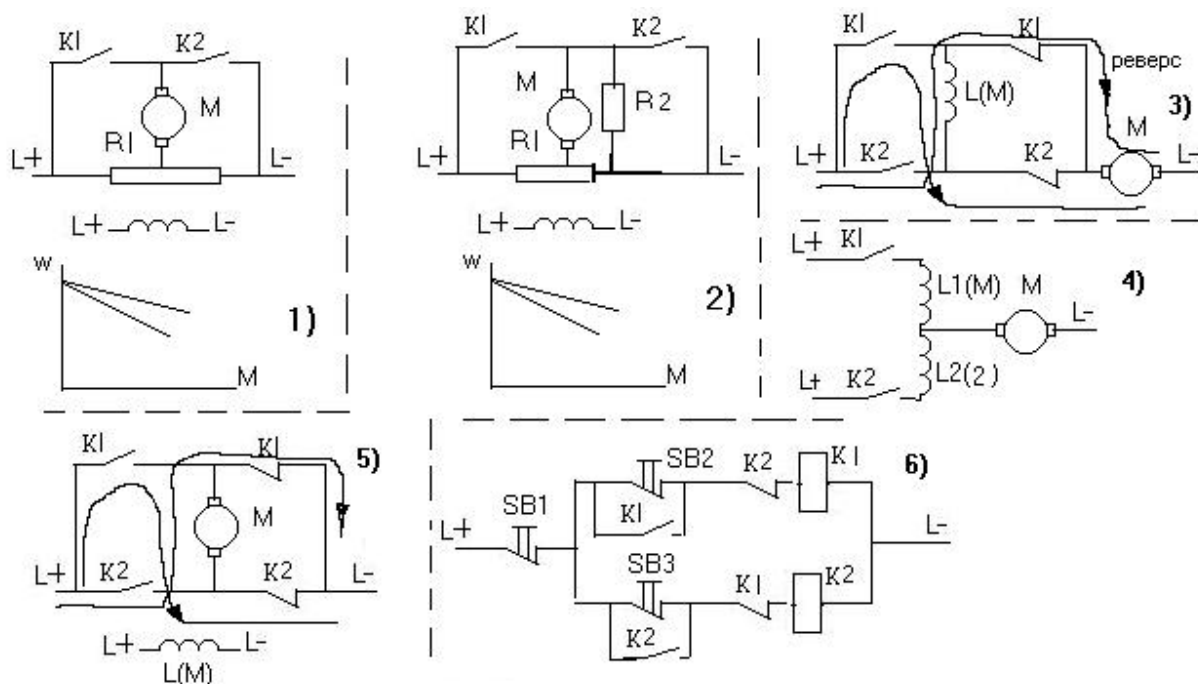 K1 K2
M
R1
L+ L-
L+ L-
w
1)
M
K1 K2
M
R2
R1
L+ L-
L+ L-
w
2)
M
K1 K1
реверс
L(M)
3)
M
L+ K2 K2 L-
L+ K1
L1(M) M
4)
L-
L2(2)
L+ K2
K1 K1
5)
M
L+ K2 K2 L-
L+ L-
L(M)
6)
SB2 K2 K1
SB1
K1
L+ L-
SB3 K1 K2
K2